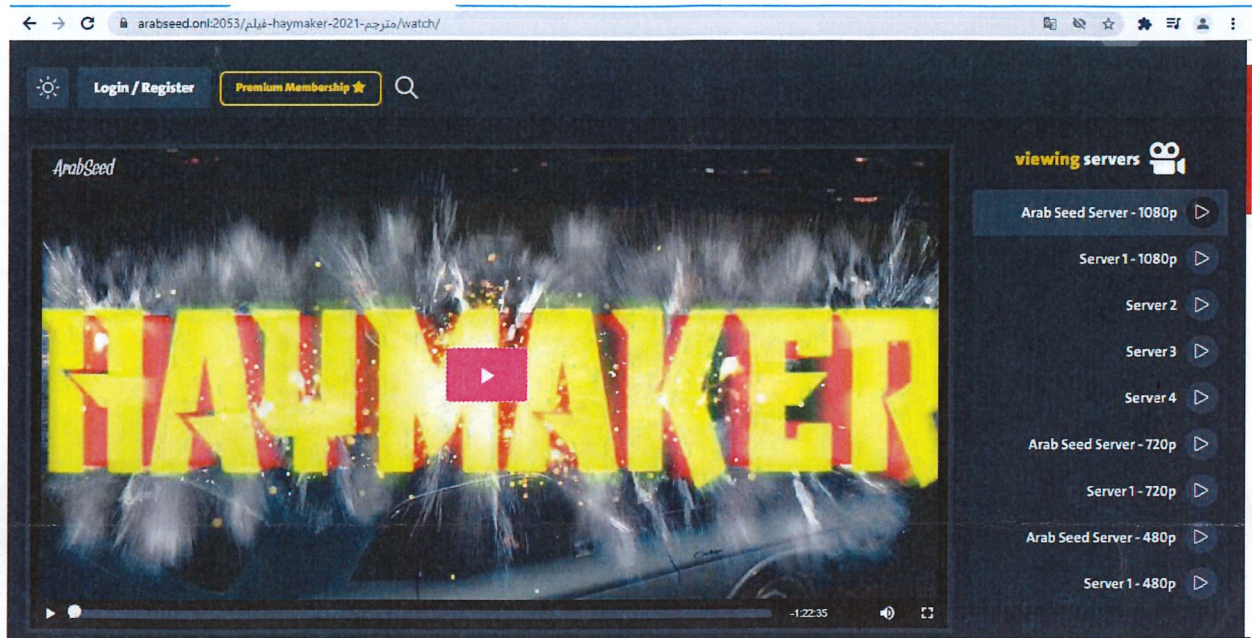 arabseed.onl:2053/فيلم-haymaker-2021-مترجم/watch/
Login / Register
Premium Membership
ArabSeed
HAYMAKER
-1:22:35
viewing servers
Arab Seed Server - 1080p
Server 1 - 1080p
Server 2
Server 3
Server 4
Arab Seed Server - 720p
Server 1 - 720p
Arab Seed Server - 480p
Server 1 - 480p